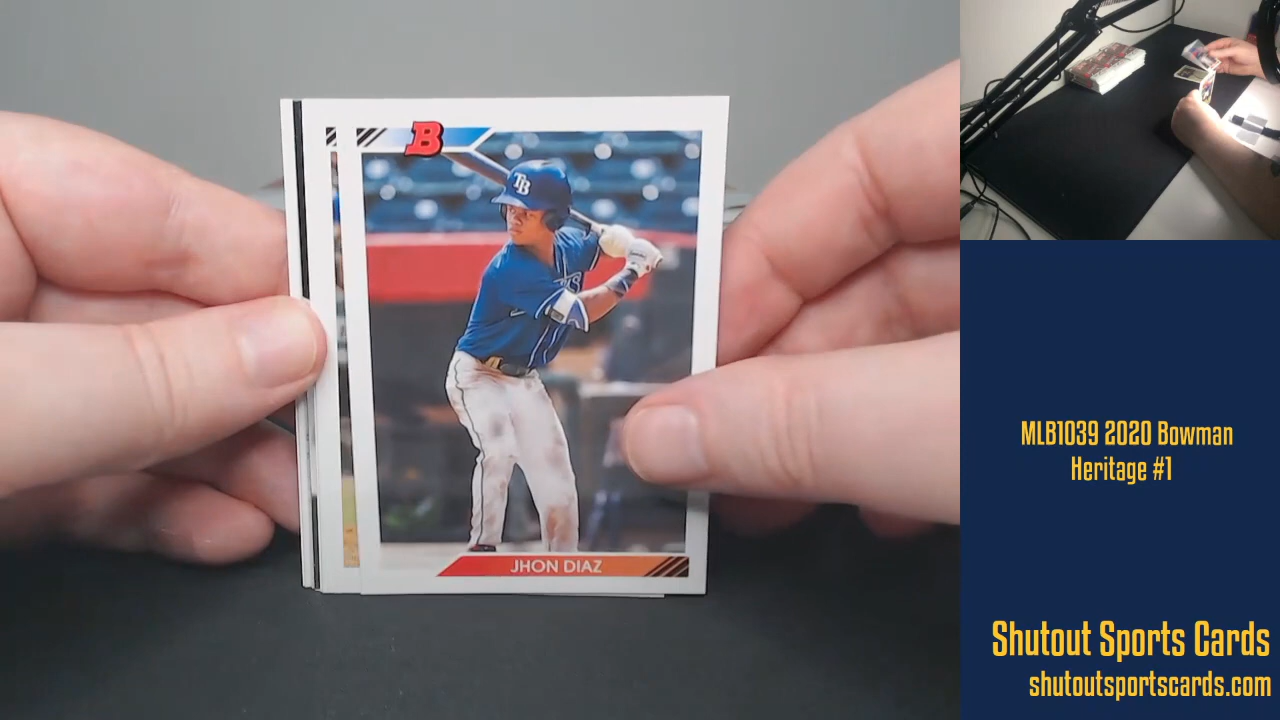 B
TB
JHON DIAZ
MLB1039 2020 Bowman
Heritage #1
Shutout Sports Cards
shutoutsportscards.com